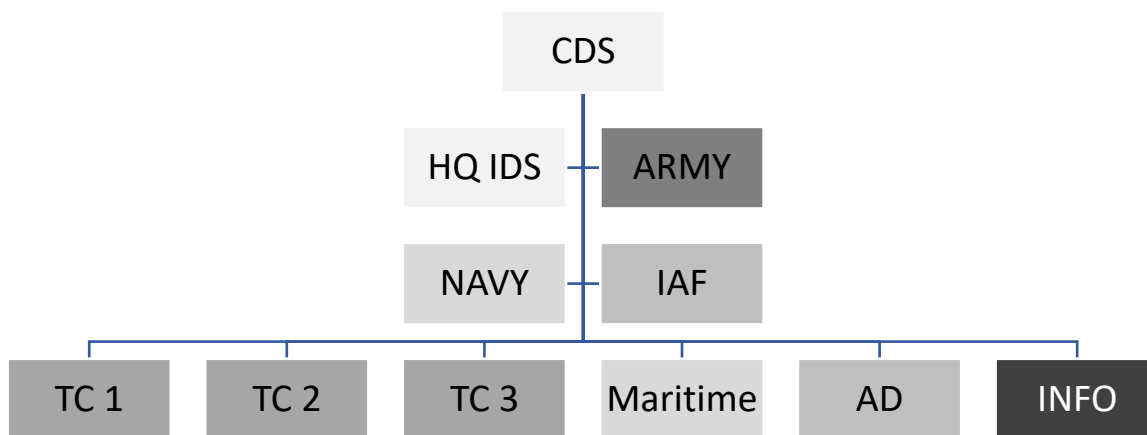 CDS
HQ IDS
ARMY
NAVY
IAF
TC 1
TC 2
TC 3
Maritime
AD
INFO